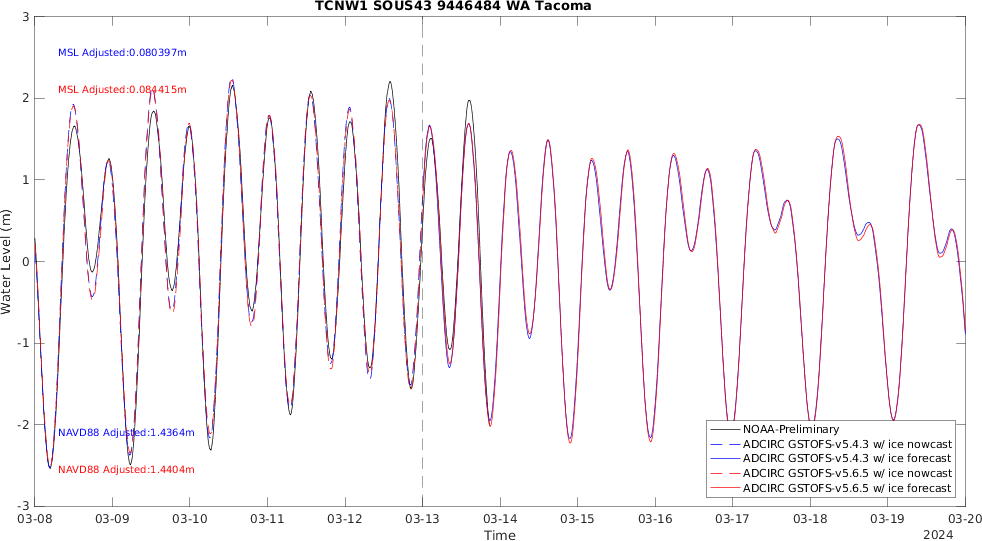 TCNW1 SOUS43 9446484 WA Tacoma
3
MSL Adjusted:0.080397m
MSL Adjusted:0.084415m
2
1
0
-1
-2
-3
Water Level (m)
NAVD88 Adjusted:1.4364m
NAVD88 Adjusted:1.4404m
NOAA-Preliminary
ADCIRC GSTOFS-v5.4.3 w/ ice nowcast
ADCIRC GSTOFS-v5.4.3 w/ ice forecast
ADCIRC GSTOFS-v5.6.5 w/ ice nowcast
ADCIRC GSTOFS-v5.6.5 w/ ice forecast
03-08 03-09 03-10 03-11 03-12 03-13 03-14 03-15 03-16 03-17 03-18 03-19 03-20
Time
2024